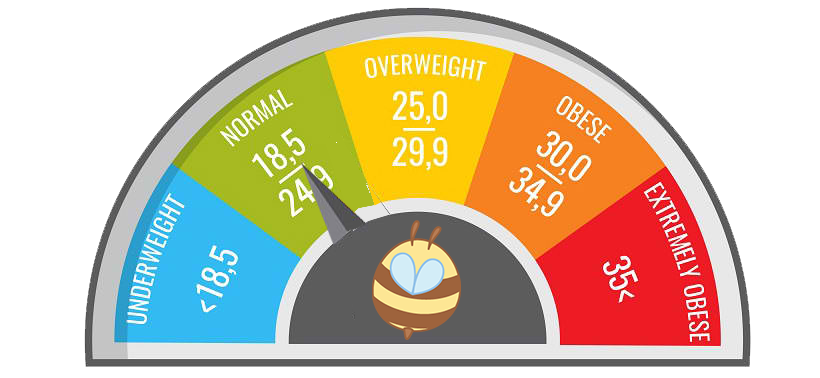 UNDERWEIGHT
<18,5
NORMAL
18,5
24,9
OVERWEIGHT
25,0
29,9
OBESE
30,0
34,9
EXTREMELY OBESE
35<